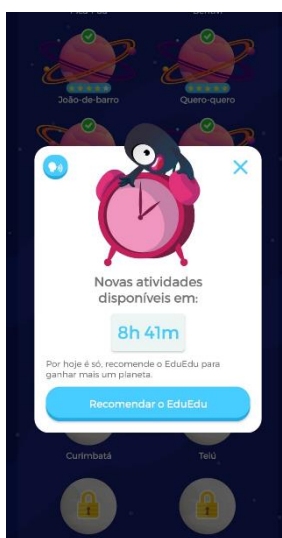 João-de-barro
Quero-quero
Novas atividades
disponíveis em:
8h 41m
Por hoje é só, recomende o EduEdu para
ganhar mais um planeta.
Recomendar o EduEdu
Curimbatá
Telú